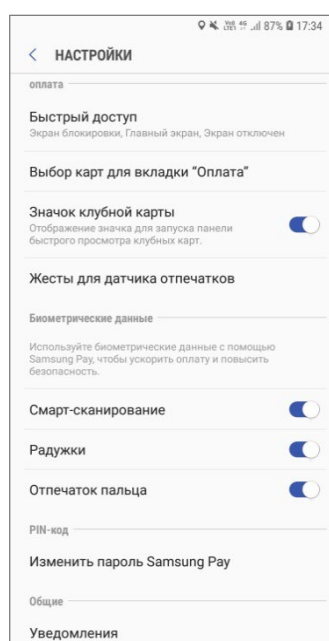 87% 17:34
НАСТРОЙКИ
оплата
Быстрый доступ
Экран блокировки, Главный экран, Экран отключен
Выбор карт для вкладки “Оплата”
Значок клубной карты
Отображение значка для запуска панели
быстрого просмотра клубных карт.
Жесты для датчика отпечатков
Биометрические данные
Используйте биометрические данные с помощью
Samsung Pay, чтобы ускорить оплату и повысить
безопасность.
Смарт-сканирование
Радужки
Отпечаток пальца
PIN-код
Изменить пароль Samsung Pay
Общие
Уведомления